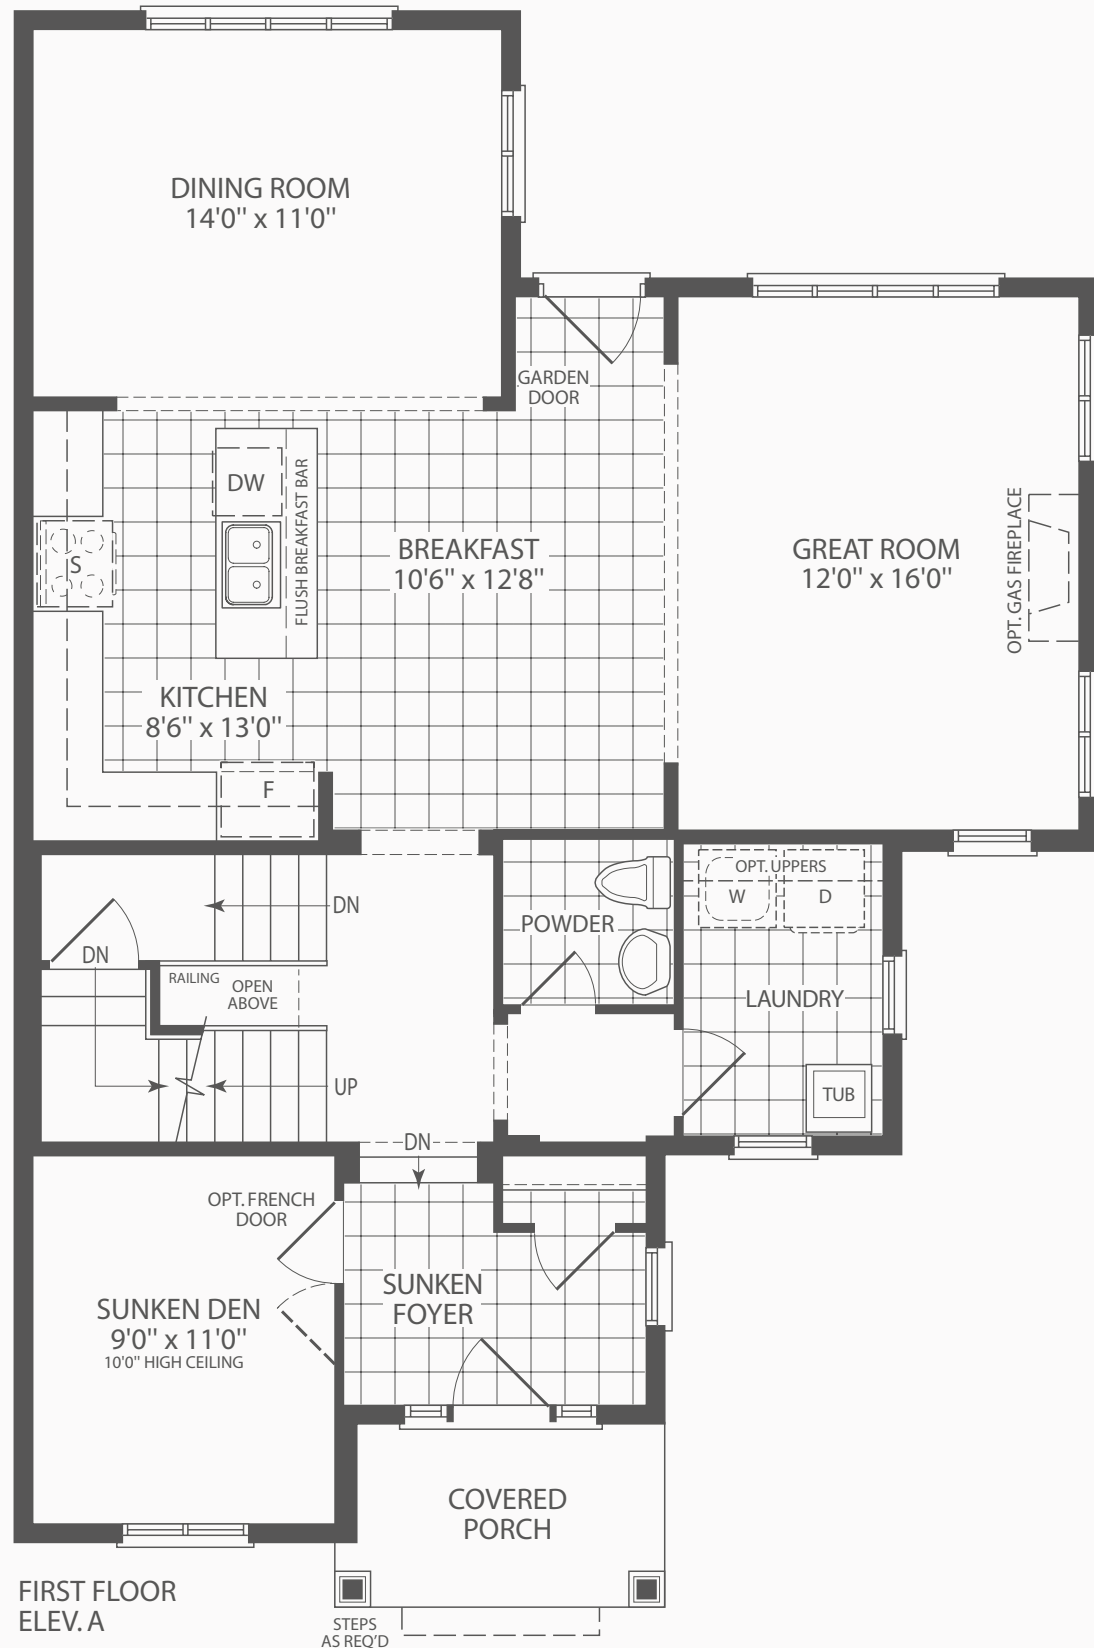 DINING ROOM
14'0" x 11'0"
GARDEN
DOOR
DW
FLUSH BREAKFAST BAR
S
BREAKFAST
10'6" x 12'8"
GREAT ROOM
12'0" x 16'0"
OPT. GAS FIREPLACE
KITCHEN
8'6" x 13'0"
F
OPT. UPPERS
W
D
DN
POWDER
DN
RAILING
OPEN
ABOVE
LAUNDRY
UP
TUB
DN
OPT. FRENCH
DOOR
SUNKEN
FOYER
SUNKEN DEN
9'0" x 11'0"
10'0" HIGH CEILING
COVERED
PORCH
FIRST FLOOR
ELEV. A
STEPS
AS REQ'D